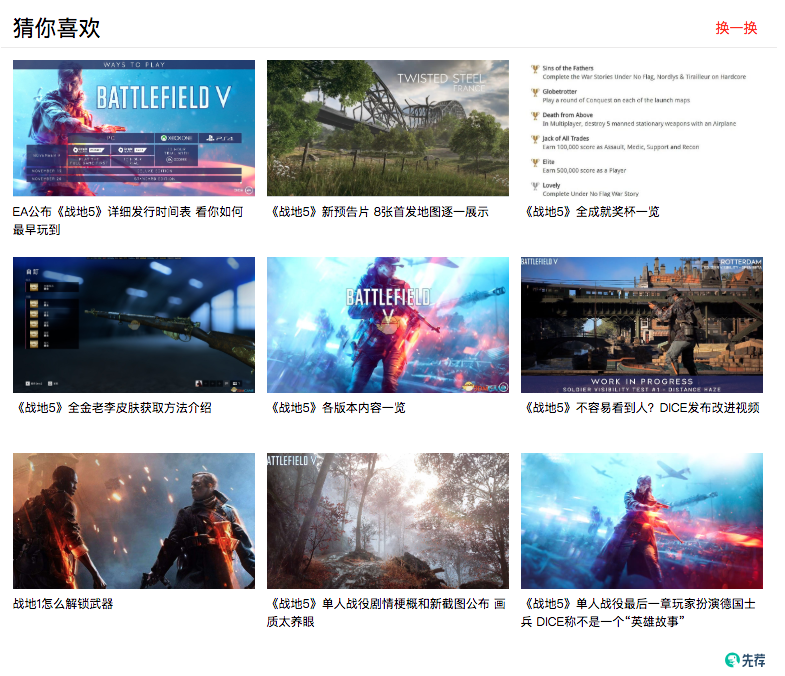 猜你喜欢
换一换
WAYS TO PLAY
BATTLEFIELD V
PC
XBOX ONE
PS4
EA公布《战地5》详细发行时间表 看你如何
最早玩到
TWISTED STEEL
FRANCE
《战地5》新预告片 8张首发地图逐一展示
Sins of the Fathers
Complete the War Stories Under No Flag, Nordlys & Tirailleur on Hardcore
Globetrotter
Play a round of Conquest on each of the launch maps
Death from Above
In Multiplayer, destroy 5 manned stationary weapons with an Airplane
Jack of All Trades
Earn 100,000 score as Assault, Medic, Support and Recon
Elite
Earn 500,000 score as a Player
Lovely
Complete Under No Flag War Story
《战地5》全成就奖杯一览
《战地5》全金老李皮肤获取方法介绍
BATTLEFIELD
V
《战地5》各版本内容一览
BATTLEFIELD V
ROTTERDAM
WORK IN PROGRESS
SOLDIER VISIBILITY TEST A1 - DISTANCE HAZE
《战地5》不容易看到人？DICE发布改进视频
战地1怎么解锁武器
ATTLEFIELD V
《战地5》单人战役剧情梗概和新截图公布 画
质太养眼
《战地5》单人战役最后一章玩家扮演德国士
兵 DICE称不是一个“英雄故事”
先荐